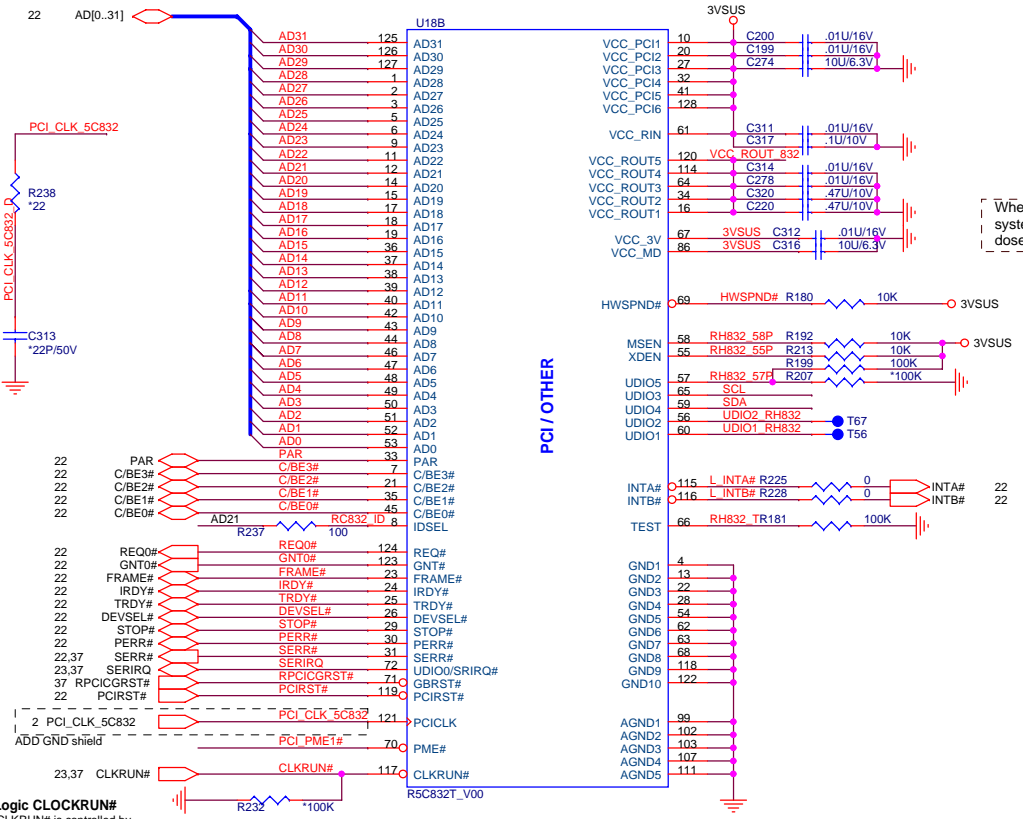 22 AD[0..31]
U18B
3VSUS
AD31 125 AD31 VCC_PCI1 10 C200 .01U/16V
AD30 126 AD30 VCC_PCI2 20 C199 .01U/16V
AD29 127 AD29 VCC_PCI3 27 C274 10U/6.3V
AD28 1 AD28 VCC_PCI4 32
AD27 2 AD27 VCC_PCI5 41
AD26 3 AD26 VCC_PCI6 128
AD25 5 AD25
PCI_CLK_5C832 AD24 6 AD24 VCC_RIN 61 C311 .01U/16V
AD23 9 AD23 C317 .1U/10V
AD22 11 AD22 VCC_ROUT5 120 VCC_ROUT_832
AD21 12 AD21 VCC_ROUT4 114 C314 .01U/16V
AD20 14 AD20 VCC_ROUT3 64 C278 .01U/16V
R238 AD19 15 AD19 VCC_ROUT2 34 C320 .47U/10V
*22 AD18 17 AD18 VCC_ROUT1 16 C220 .47U/10V
PCI_CLK_5C832_D
AD17 18 AD17
AD16 19 AD16 VCC_3V 67 3VSUS C312 .01U/16V
AD15 36 AD15 VCC_MD 86 3VSUS C316 10U/6.3V
Whe
syste
dose
AD14 37 AD14
AD13 38 AD13
AD12 39 AD12
AD11 40 AD11 HWSPND# 69 HWSPND# R180 10K 3VSUS
AD10 42 AD10
AD9 43 AD9
C313 AD8 44 AD8 MSEN 58 RH832_58P R192 10K 3VSUS
*22P/50V AD7 46 AD7 XDEN 55 RH832_55P R213 10K
AD6 47 AD6 R199 100K
AD5 48 AD5 UDIO5 57 RH832_57P R207 *100K
AD4 49 AD4 UDIO3 65 SCL
AD3 50 AD3 UDIO4 59 SDA
AD2 51 AD2 UDIO2 56 UDIO2_RH832 T67
AD1 52 AD1 UDIO1 60 UDIO1_RH832 T56
AD0 53 AD0
PCI / OTHER
22 PAR PAR 33 PAR
22 C/BE3# C/BE3# 7 C/BE3#
22 C/BE2# C/BE2# 21 C/BE2# INTA# 115 L_INTA# R225 0 INTA# 22
22 C/BE1# C/BE1# 35 C/BE1# INTB# 116 L_INTB# R228 0 INTB# 22
22 C/BE0# C/BE0# 45 C/BE0#
AD21 R237 100 RC832_ID 8 IDSEL TEST 66 RH832_T R181 100K
22 REQ0# REQ0# 124 REQ#
22 GNT0# GNT0# 123 GNT# GND1 4
22 FRAME# FRAME# 23 FRAME# GND2 13
22 IRDY# IRDY# 24 IRDY# GND3 22
22 TRDY# TRDY# 25 TRDY# GND4 28
22 DEVSEL# DEVSEL# 26 DEVSEL# GND5 54
22 STOP# STOP# 29 STOP# GND6 62
22 PERR# PERR# 30 PERR# GND7 63
22,37 SERR# SERR# 31 SERR# GND8 68
23,37 SERIRQ SERIRQ 72 UDIO0/SRIRQ# GND9 118
37 RPCICGRST# RPCICGRST# 71 GBRST# GND10 122
22 PCIRST# PCIRST# 119 PCIRST#
2 PCI_CLK_5C832 PCI_CLK_5C832 121 PCICLK AGND1 99
ADD GND shield AGND2 102
PCI_PME1# 70 PME# AGND3 103
AGND4 107
23,37 CLKRUN# CLKRUN# 117 CLKRUN# AGND5 111
R5C832T_V00
R232 *100K
ogic CLOCKRUN#